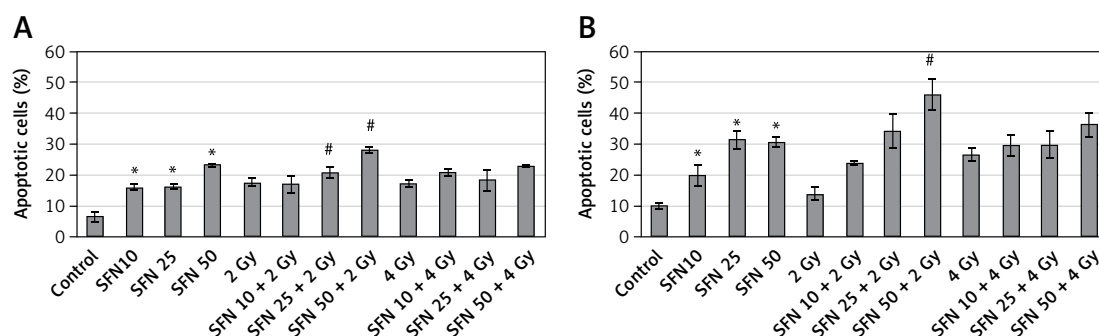 A
Apoptotic cells (%)
60
50
40
30
20
10
0
*
*
*
#
#
Control
SFN10
SFN 25
SFN 50
2 Gy
SFN 10 + 2 Gy
SFN 25 + 2 Gy
SFN 50 + 2 Gy
4 Gy
SFN 10 + 4 Gy
SFN 25 + 4 Gy
SFN 50 + 4 Gy
B
Apoptotic cells (%)
60
50
40
30
20
10
0
*
*
*
#
Control
SFN10
SFN 25
SFN 50
2 Gy
SFN 10 + 2 Gy
SFN 25 + 2 Gy
SFN 50 + 2 Gy
4 Gy
SFN 10 + 4 Gy
SFN 25 + 4 Gy
SFN 50 + 4 Gy